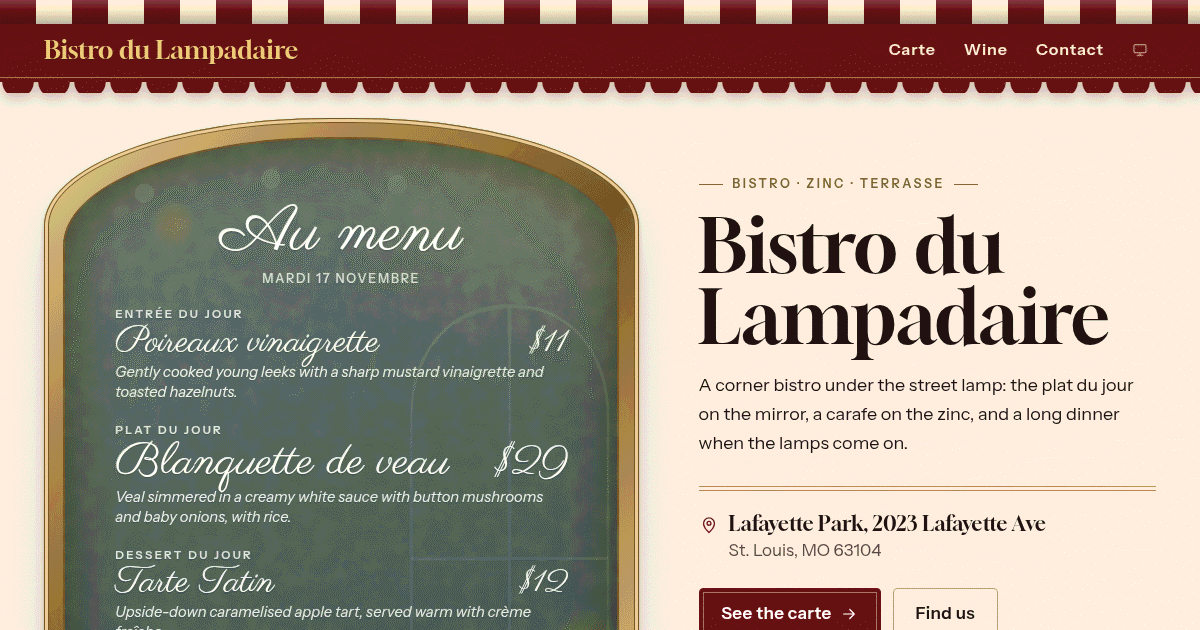 Bistro du Lampadaire
Carte Wine Contact
Au menu
MARDI 17 NOVEMBRE
ENTRÉE DU JOUR
Poireaux vinaigrette $11
Gently cooked young leeks with a sharp mustard vinaigrette and
toasted hazelnuts.
PLAT DU JOUR
Blanquette de veau $29
Veal simmered in a creamy white sauce with button mushrooms
and baby onions, with rice.
DESSERT DU JOUR
Tarte Tatin $12
Upside-down caramelised apple tart, served warm with crème
BISTRO · ZINC · TERRASSE
Bistro du
Lampadaire
A corner bistro under the street lamp: the plat du jour
on the mirror, a carafe on the zinc, and a long dinner
when the lamps come on.
Lafayette Park, 2023 Lafayette Ave
St. Louis, MO 63104
See the carte →
Find us